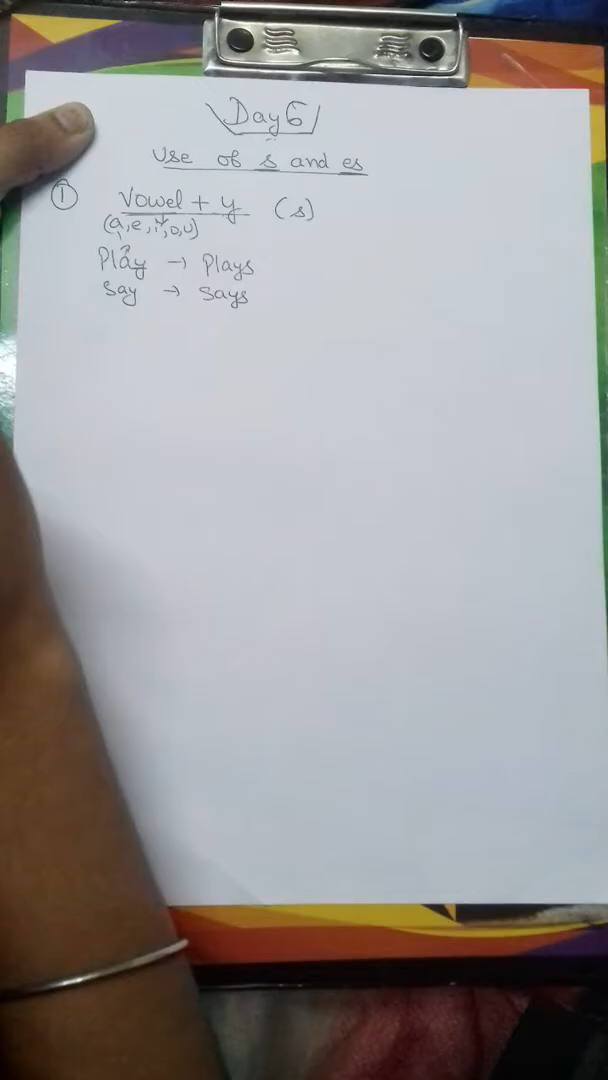 Day 6
Use of s and es
① Vowel + y (s)
(a, e, i, o, u)
Play → Plays
Say → Says